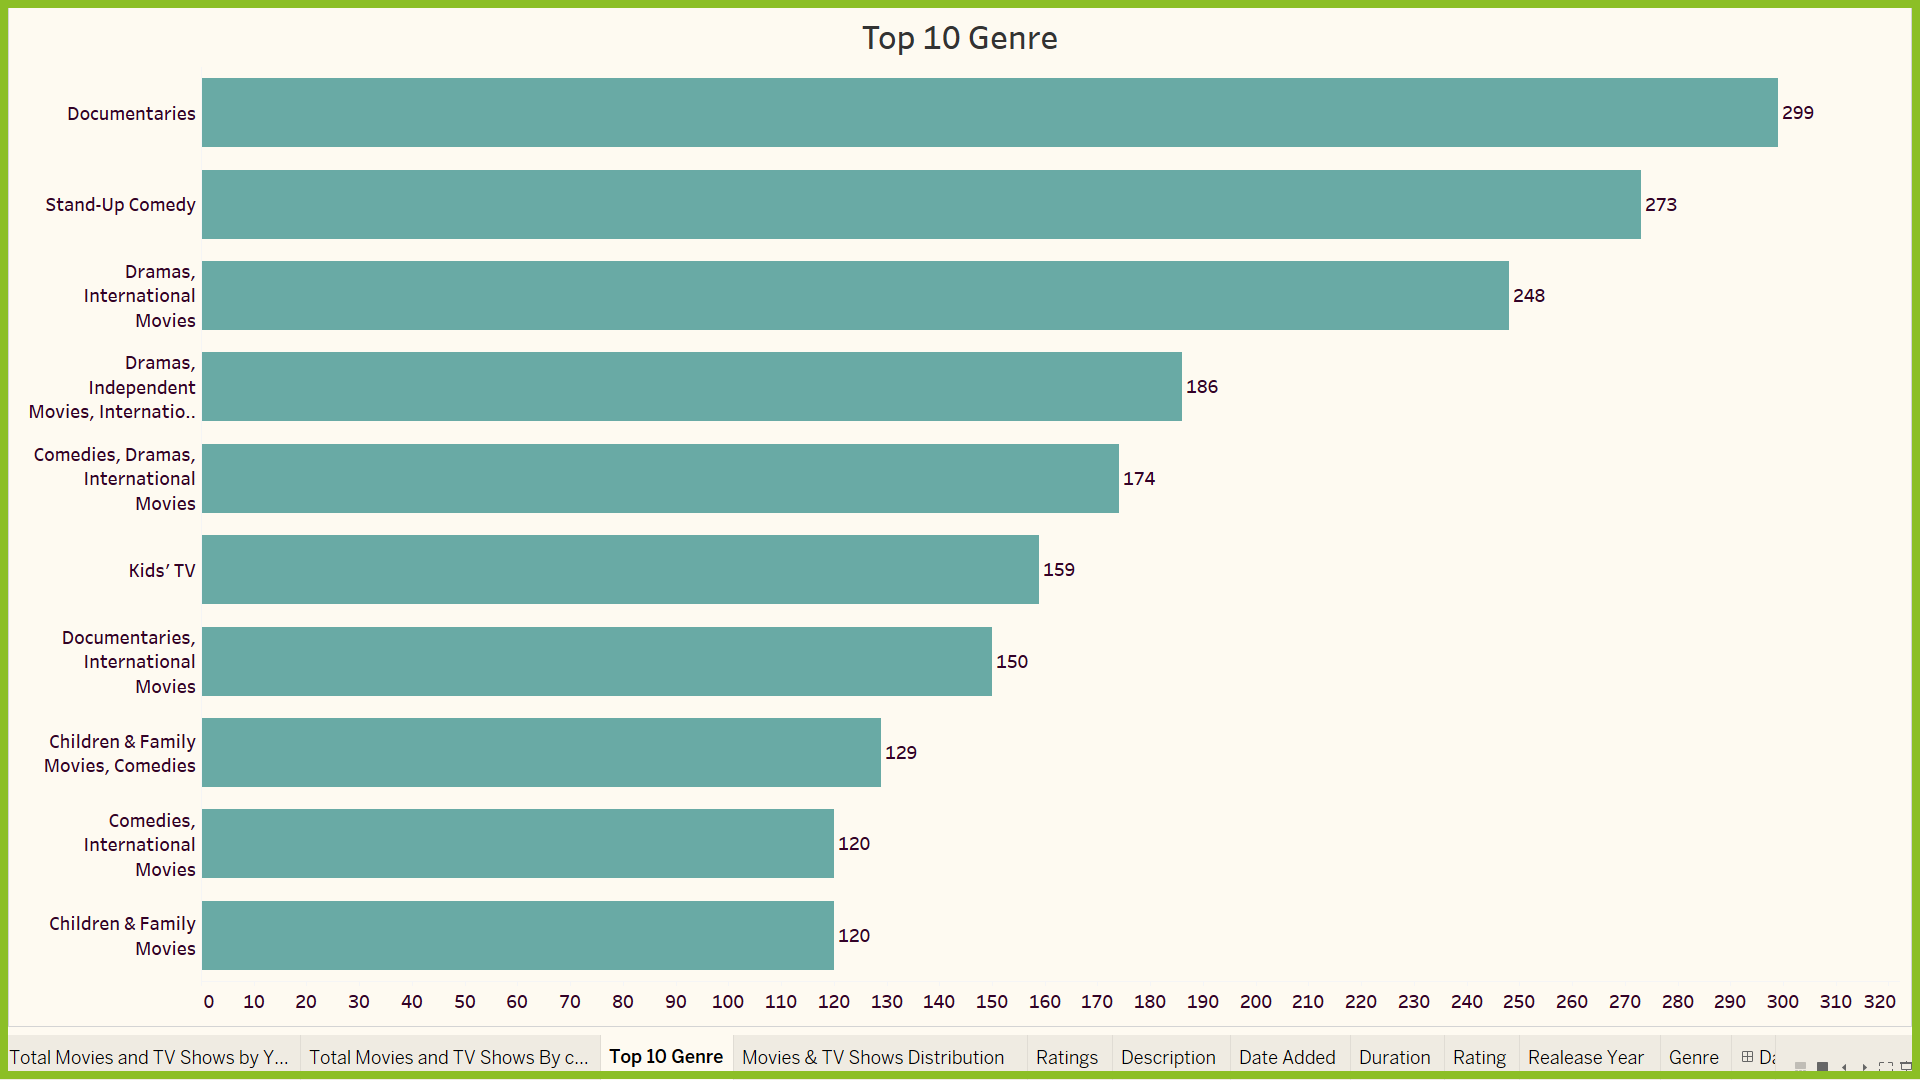 Top 10 Genre
Documentaries
299
Stand-Up Comedy
273
Dramas,
International
Movies
248
Dramas,
Independent
Movies, Internatio..
186
Comedies, Dramas,
International
Movies
174
Kids’ TV
159
Documentaries,
International
Movies
150
Children & Family
Movies, Comedies
129
Comedies,
International
Movies
120
Children & Family
Movies
120
0 10 20 30 40 50 60 70 80 90 100 110 120 130 140 150 160 170 180 190 200 210 220 230 240 250 260 270 280 290 300 310 320
Total Movies and TV Shows by Y... Total Movies and TV Shows By c... Top 10 Genre Movies & TV Shows Distribution Ratings Description Date Added Duration Rating Realease Year Genre